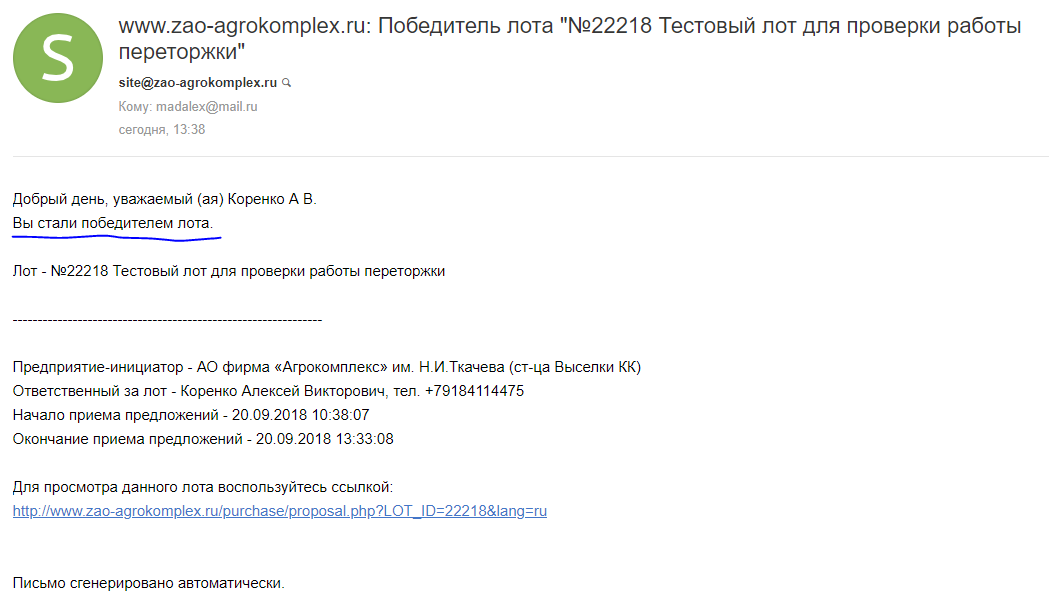 S
www.zao-agrokomplex.ru: Победитель лота "№22218 Тестовый лот для проверки работы
переторжки"
site@zao-agrokomplex.ru
Кому: madalex@mail.ru
сегодня, 13:38
Добрый день, уважаемый (ая) Коренко А В.
Вы стали победителем лота.
Лот - №22218 Тестовый лот для проверки работы переторжки
--------------------------------------------------------------
Предприятие-инициатор - АО фирма «Агрокомплекс» им. Н.И.Ткачева (ст-ца Выселки КК)
Ответственный за лот - Коренко Алексей Викторович, тел. +79184114475
Начало приема предложений - 20.09.2018 10:38:07
Окончание приема предложений - 20.09.2018 13:33:08
Для просмотра данного лота воспользуйтесь ссылкой:
http://www.zao-agrokomplex.ru/purchase/proposal.php?LOT_ID=22218&lang=ru
Письмо сгенерировано автоматически.